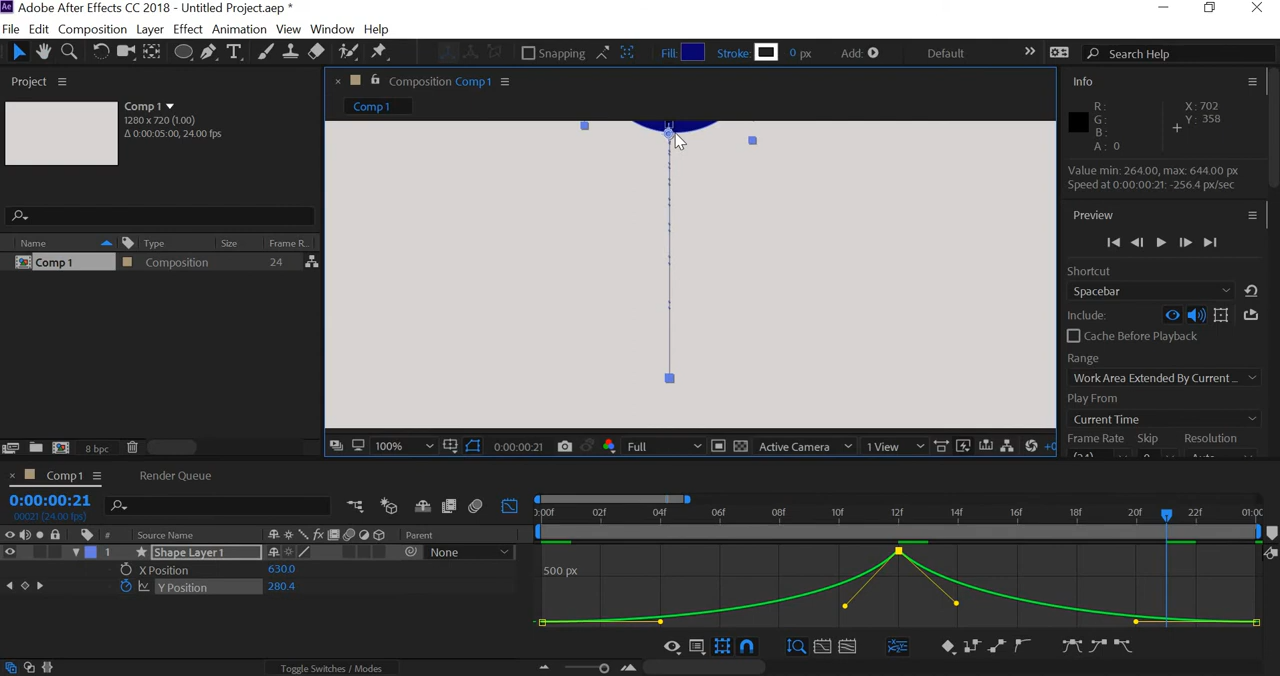 Ae Adobe After Effects CC 2018 - Untitled Project.aep *
File Edit Composition Layer Effect Animation View Window Help
Snapping Fill: Stroke: 0 px Add: Default Search Help
Project
Composition Comp 1
Info
Comp 1
1280 x 720 (1.00)
Δ 0:00:05:00, 24.00 fps
Comp 1
R:
G:
B:
A: 0
X: 702
Y: 358
Value min: 264.00, max: 644.00 px
Speed at 0:00:00:21: -256.4 px/sec
Preview
Name Type Size Frame R...
Comp 1 Composition 24
Shortcut
Spacebar
Include:
Cache Before Playback
Range
Work Area Extended By Current ...
Play From
Current Time
Frame Rate Skip Resolution
(24) 0 Auto
8 bpc
100% 0:00:00:21 Full Active Camera 1 View +0
Comp 1 Render Queue
0:00:00:21
00021 (24.00 fps)
:00f 02f 04f 06f 08f 10f 12f 14f 16f 18f 20f 22f 01:00
# Source Name fx Parent
1 Shape Layer 1 None
X Position 630.0
Y Position 280.4
500 px
Toggle Switches / Modes